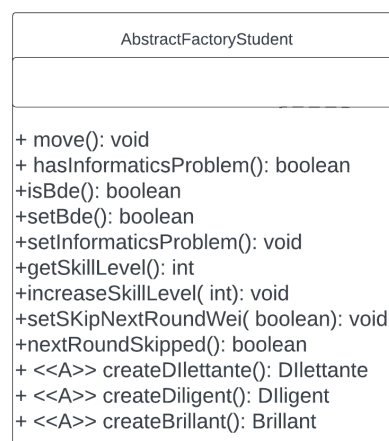 AbstractFactoryStudent
+ move(): void
+ hasInformaticsProblem(): boolean
+isBde(): boolean
+setBde(): boolean
+setInformaticsProblem(): void
+getSkillLevel(): int
+increaseSkillLevel( int): void
+setSKipNextRoundWei( boolean): void
+nextRoundSkipped(): boolean
+ <<A>> createDIlettante(): DIlettante
+ <<A>> createDiligent(): DIligent
+ <<A>> createBrillant(): Brillant